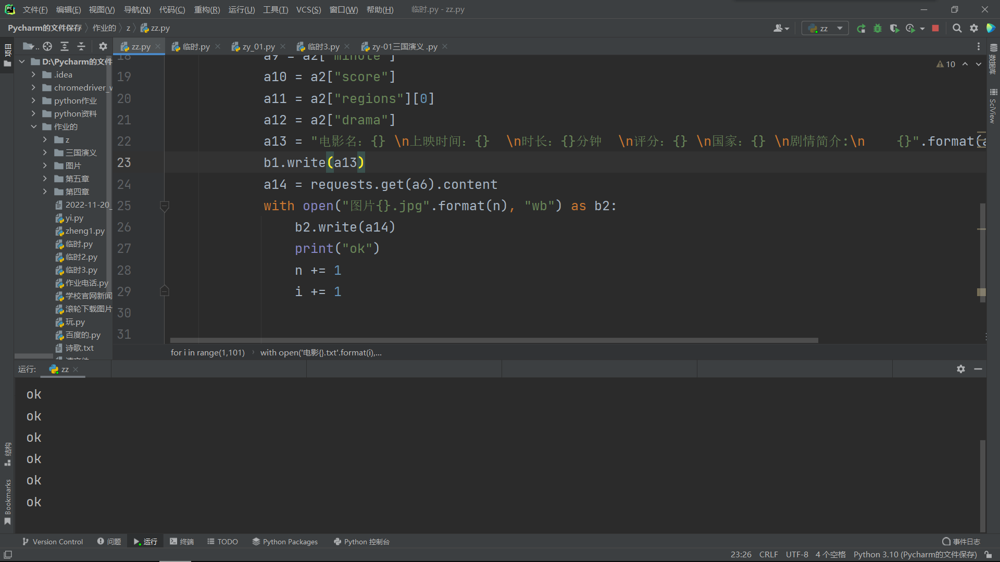 文件(F) 编辑(E) 视图(V) 导航(N) 代码(C) 重构(R) 运行(U) 工具(T) VCS(S) 窗口(W) 帮助(H) 临时.py - zz.py
Pycharm的文件保存 作业的 z zz.py
zz
zz.py 临时.py zy_01.py 临时3.py zy-01三国演义 .py
项目
D:\Pycharm的文件
.idea
chromedriver_w
python作业
python资料
作业的
z
三国演义
图片
第五章
第四章
2022-11-20_
yi.py
zheng1.py
临时.py
临时2.py
临时3.py
作业电话.py
学校官网新闻
滚轮下载图片
玩.py
百度的.py
诗歌.txt
10
18 a9 = a2["minute"]
19 a10 = a2["score"]
20 a11 = a2["regions"][0]
21 a12 = a2["drama"]
22 a13 = "电影名: {} \n上映时间: {}  \n时长: {}分钟  \n评分: {} \n国家: {} \n剧情简介:\n    {}".format(a
23 b1.write(a13)
24 a14 = requests.get(a6).content
25 with open("图片{}.jpg".format(n), "wb") as b2:
26 b2.write(a14)
27 print("ok")
28 n += 1
29 i += 1
30
31
for i in range(1,101) with open('电影{}.txt'.format(i),...
数据库
SciView
运行: zz
ok
ok
ok
ok
ok
ok
结构
Bookmarks
Version Control 问题 运行 终端 TODO Python Packages Python 控制台 事件日志
23:26 CRLF UTF-8 4 个空格 Python 3.10 (Pycharm的文件保存)